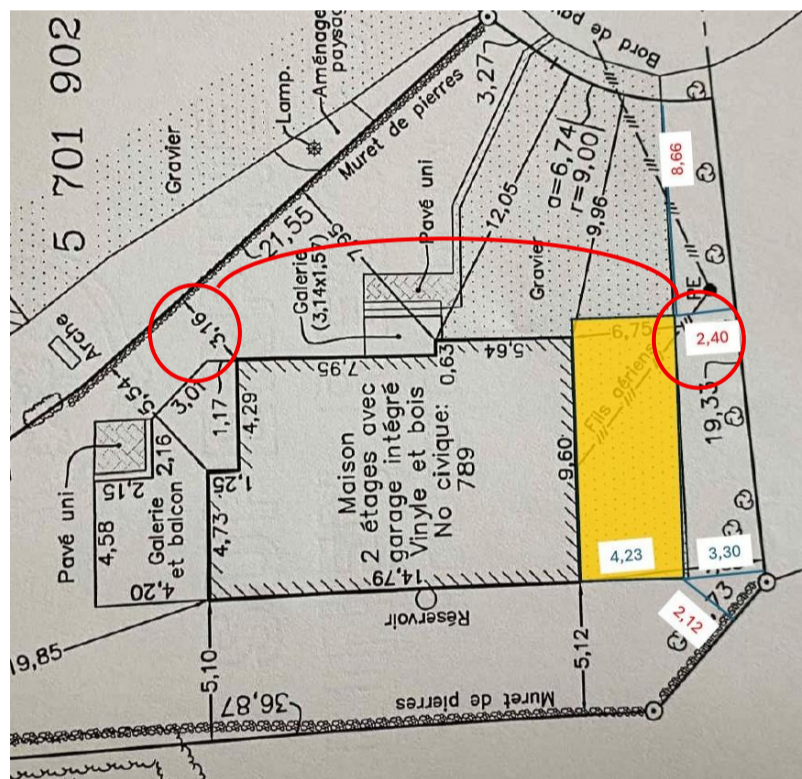 5 701 902
Gravier
Lamp.
Aménage
paysag
Muret de pierres
3,27
Bord de pav
a=6,74
r=9,00
12,05
9,96
8,66
Pavé uni
21,55
Galerie
(3,14x1,57)
Gravier
3,16
Arche
3,54
3,01
1,17
4,29
7,95
0,63
5,64
6,75
PE
2,40
19,33
Fils aériens
Maison
2 étages avec
garage intégré
Vinyle et bois
No civique:
789
9,60
Pavé uni
2,15
2,16
1,25
4,58
Galerie
et balcon
4,73
4,20
14,79
4,23
3,30
2,12
,73
Réservoir
19,85
5,10
5,12
36,87
Muret de pierres